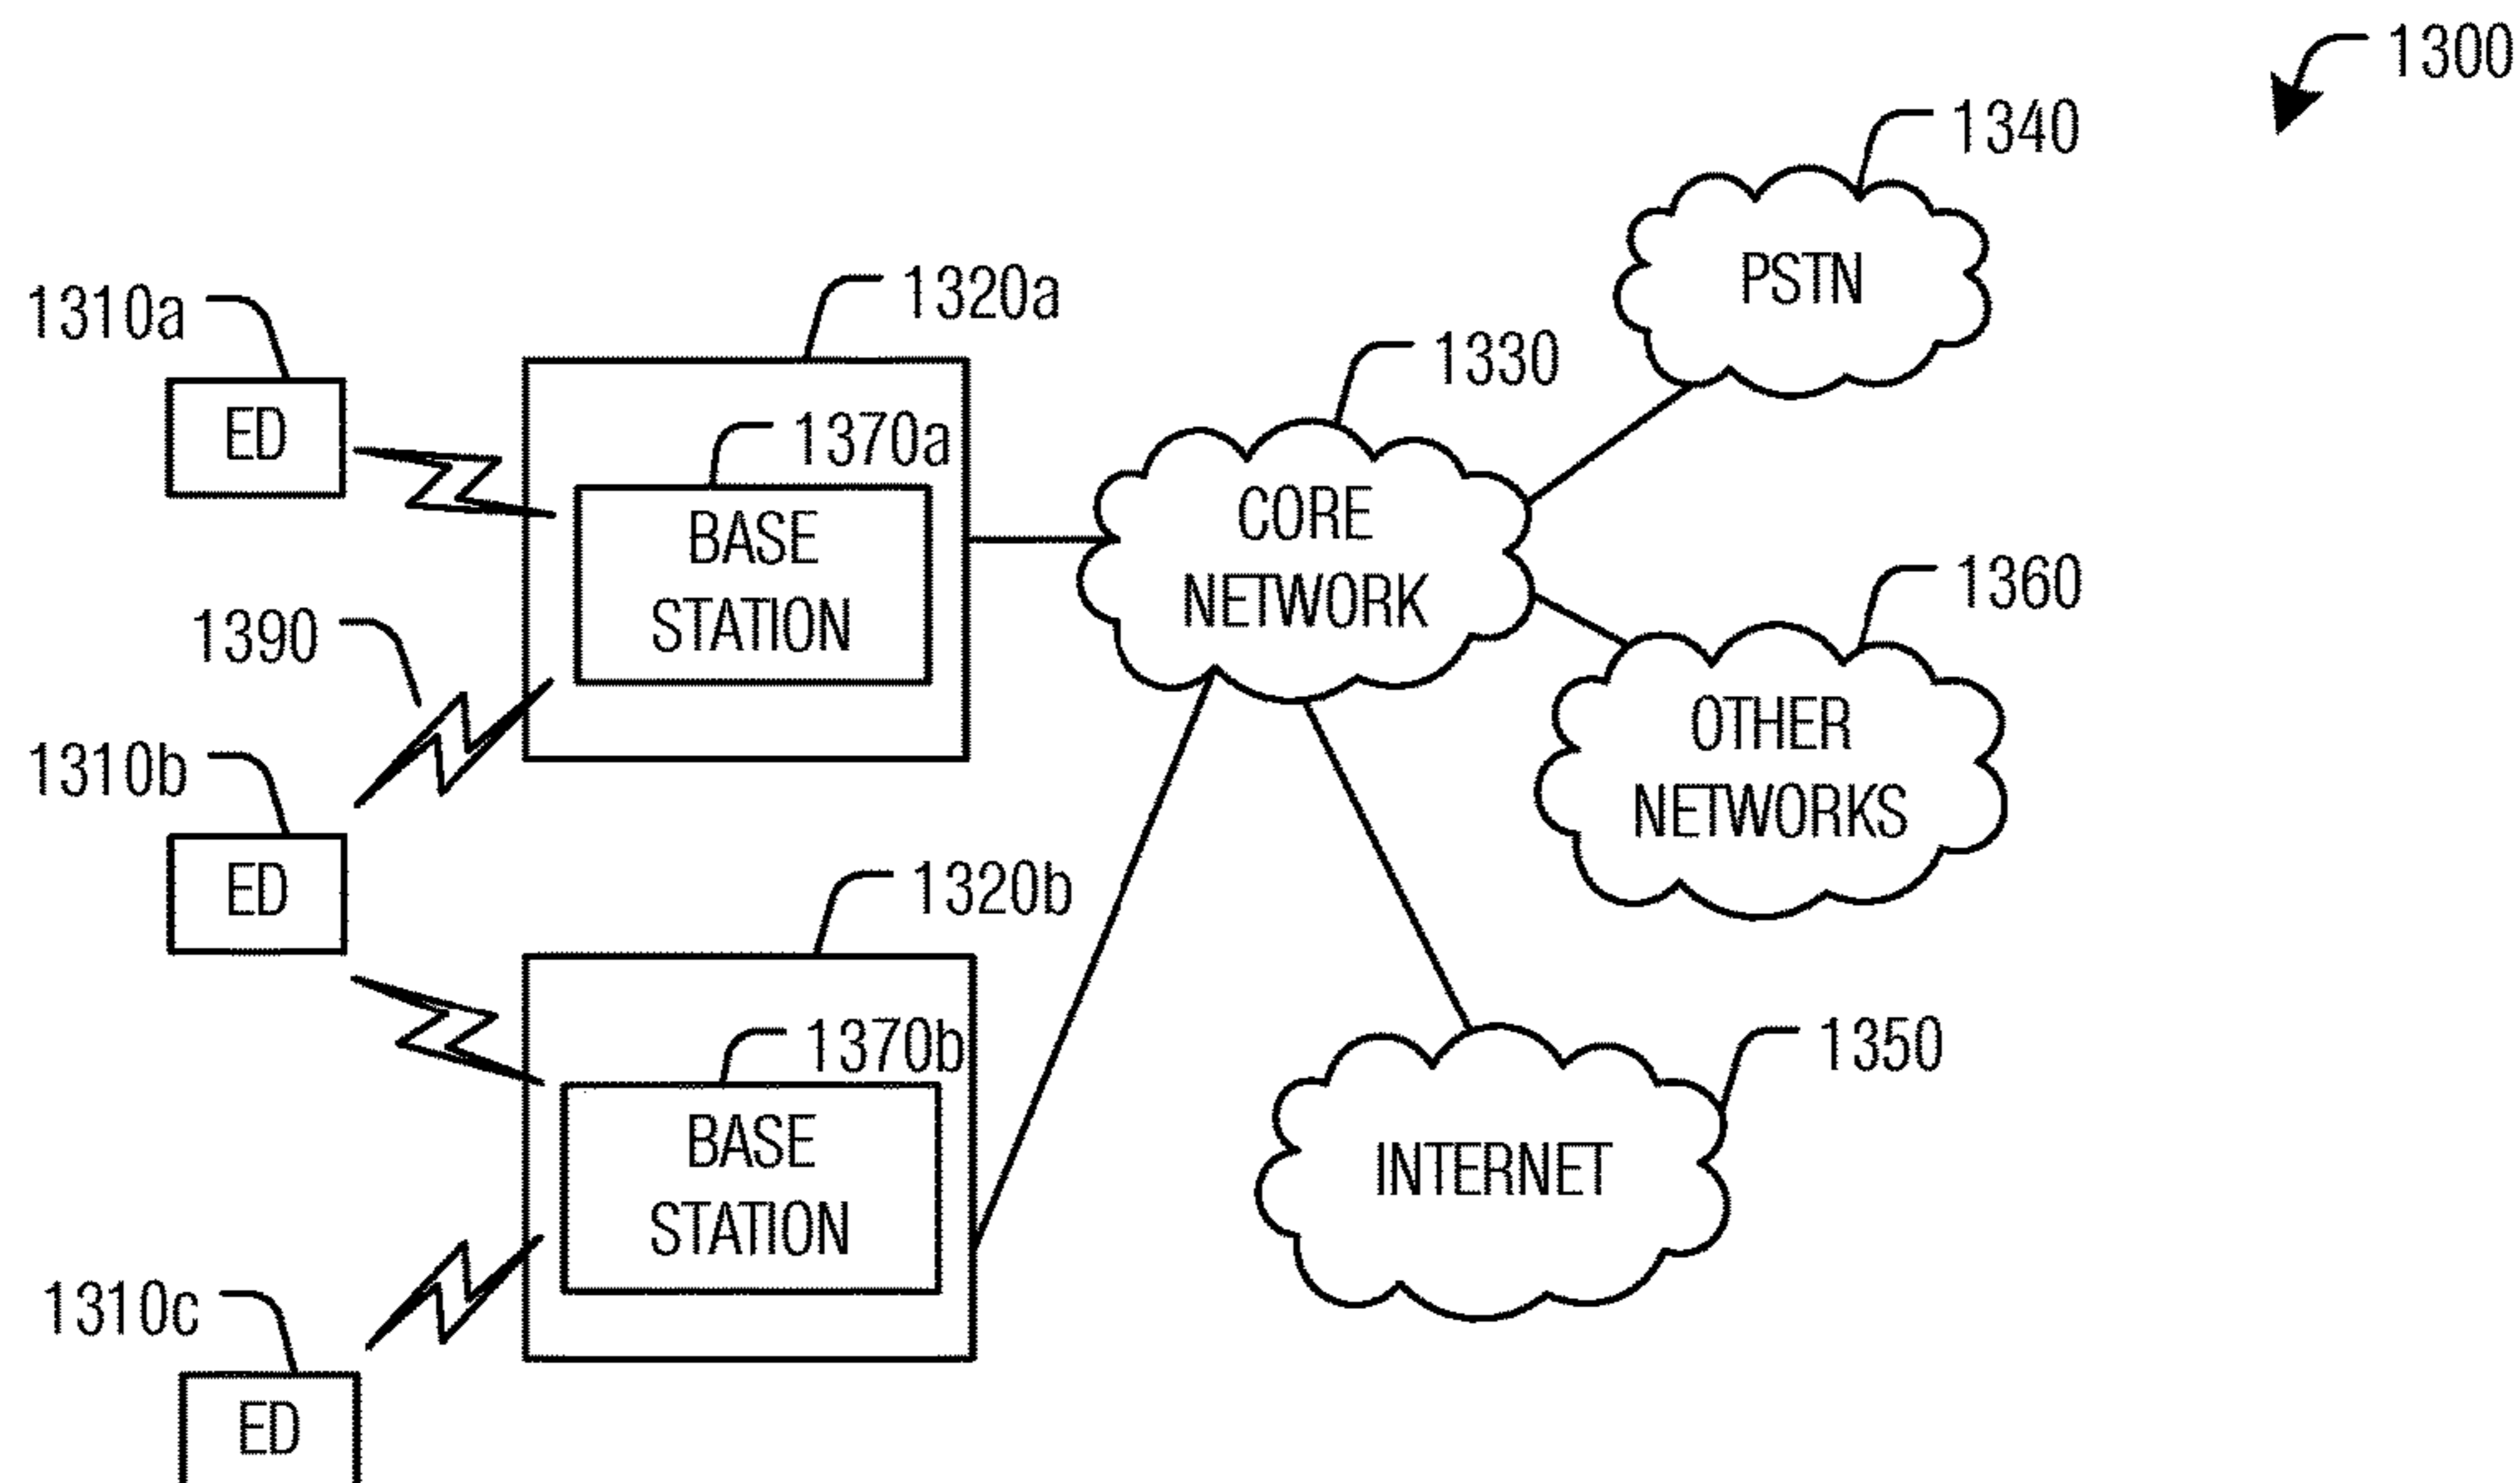 1300
1340
PSTN
1320a
1310a
1330
ED
1370a
BASE
STATION
CORE
NETWORK
1360
1390
OTHER
NETWORKS
1310b
ED
1320b
1370b
BASE
STATION
1350
INTERNET
1310c
ED